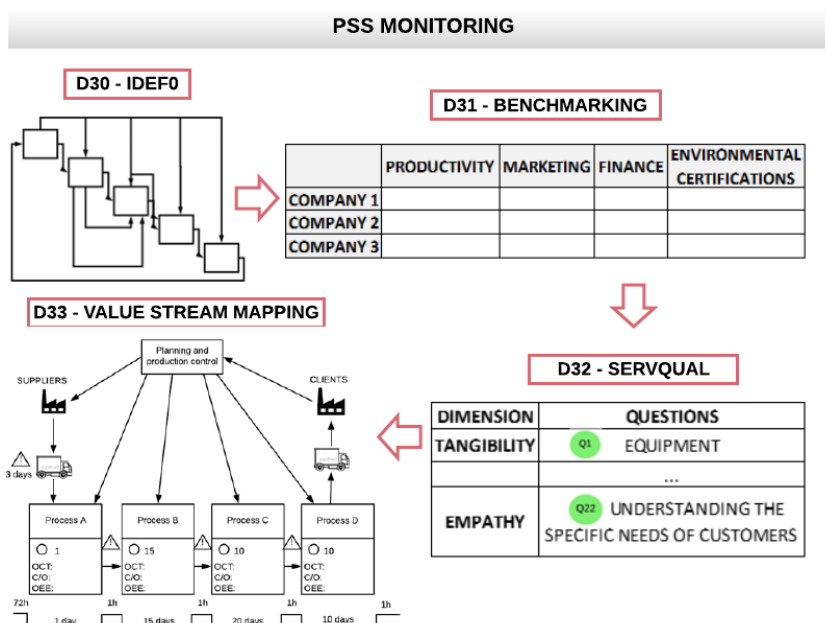 PSS MONITORING
D30 - IDEF0
D31 - BENCHMARKING
PRODUCTIVITY MARKETING FINANCE ENVIRONMENTAL CERTIFICATIONS
COMPANY 1
COMPANY 2
COMPANY 3
D33 - VALUE STREAM MAPPING
Planning and
production control
SUPPLIERS
CLIENTS
3 days
Process A
Process B
Process C
Process D
1
15
10
10
OCT:
C/O:
OEE:
OCT:
C/O:
OEE:
OCT:
C/O:
OEE:
OCT:
C/O:
OEE:
72h
1h
1h
1h
1h
1 day
15 days
20 days
10 days
D32 - SERVQUAL
DIMENSION QUESTIONS
TANGIBILITY Q1 EQUIPMENT
...
EMPATHY Q22 UNDERSTANDING THE
SPECIFIC NEEDS OF CUSTOMERS